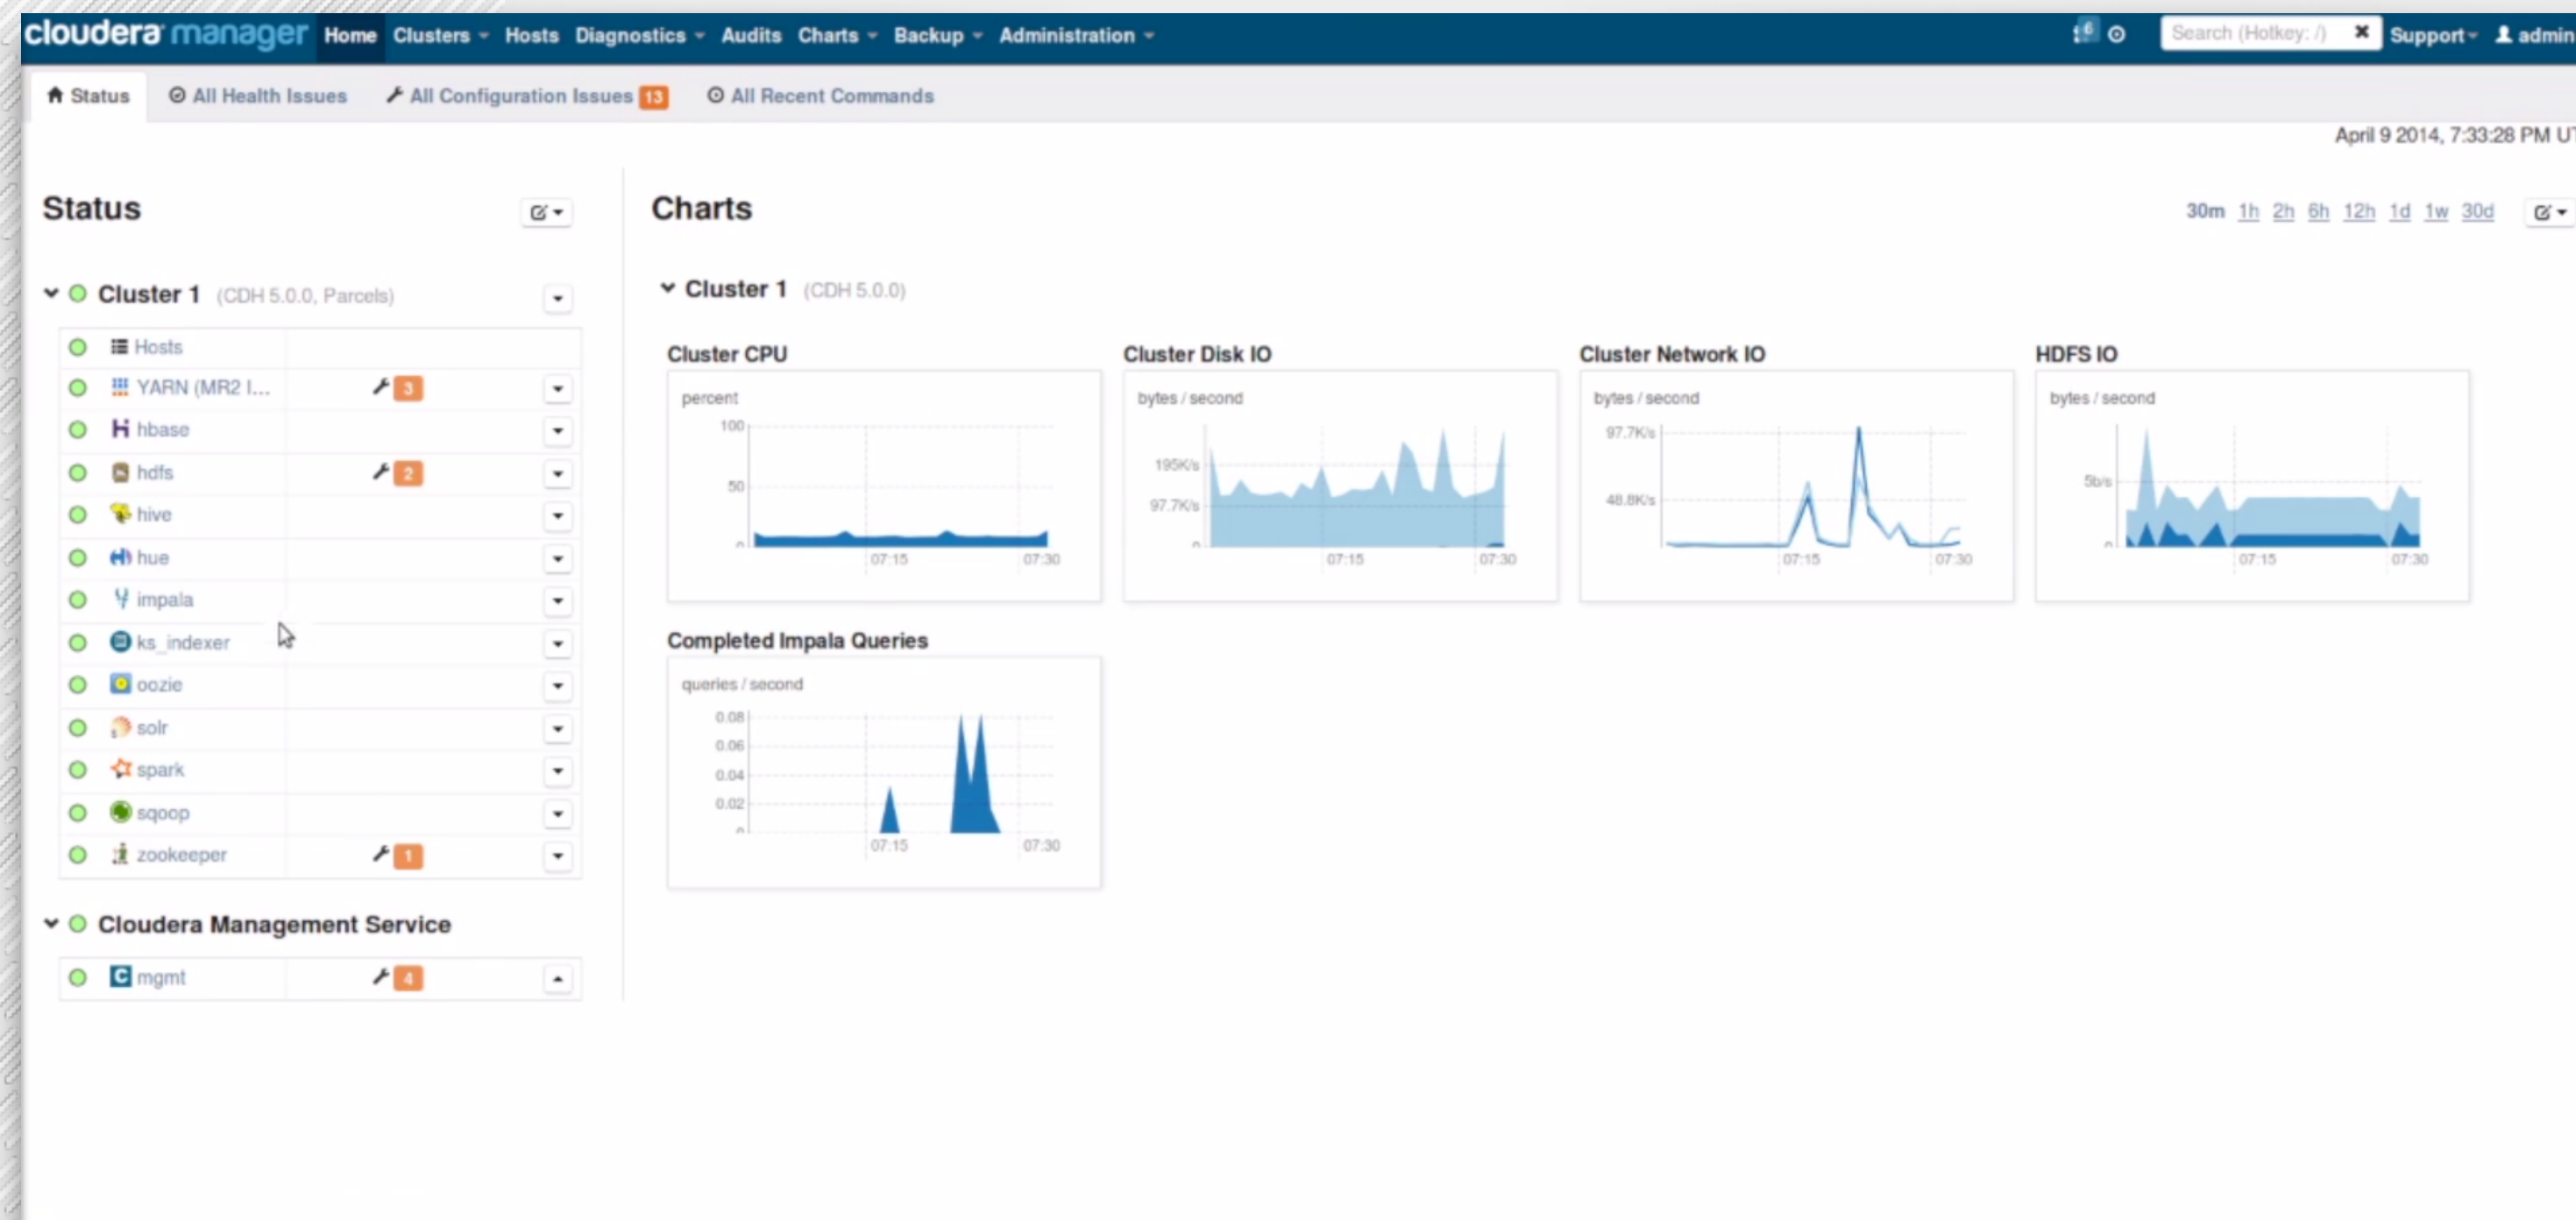 cloudera manager Home Clusters Hosts Diagnostics Audits Charts Backup Administration 6 Search (Hotkey: /) Support admin
Status All Health Issues All Configuration Issues 13 All Recent Commands
April 9 2014, 7:33:28 PM UT
Status
Charts
30m 1h 2h 6h 12h 1d 1w 30d
Cluster 1 (CDH 5.0.0, Parcels)
Hosts
YARN (MR2 I... 3
hbase
hdfs 2
hive
hue
impala
ks_indexer
oozie
solr
spark
sqoop
zookeeper 1
Cloudera Management Service
mgmt 4
Cluster 1 (CDH 5.0.0)
Cluster CPU
percent
100
50
0
07:15 07:30
Cluster Disk IO
bytes / second
195K/s
97.7K/s
0
07:15 07:30
Cluster Network IO
bytes / second
97.7K/s
48.8K/s
07:15 07:30
HDFS IO
bytes / second
5b/s
0
07:15 07:30
Completed Impala Queries
queries / second
0.08
0.06
0.04
0.02
0
07:15 07:30